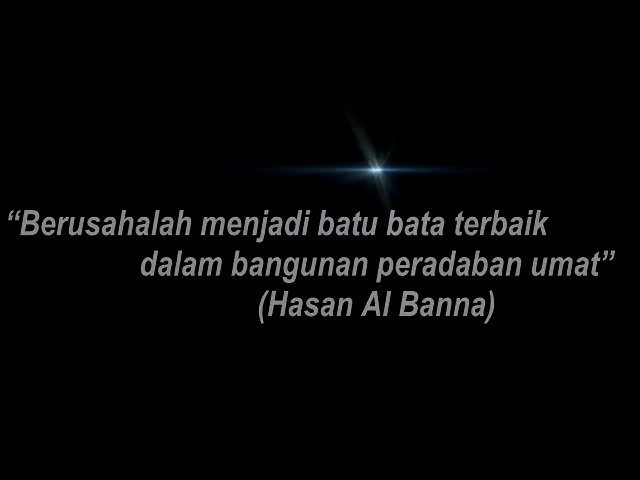 “Berusahalah menjadi batu bata terbaik
dalam bangunan peradaban umat”
(Hasan Al Banna)